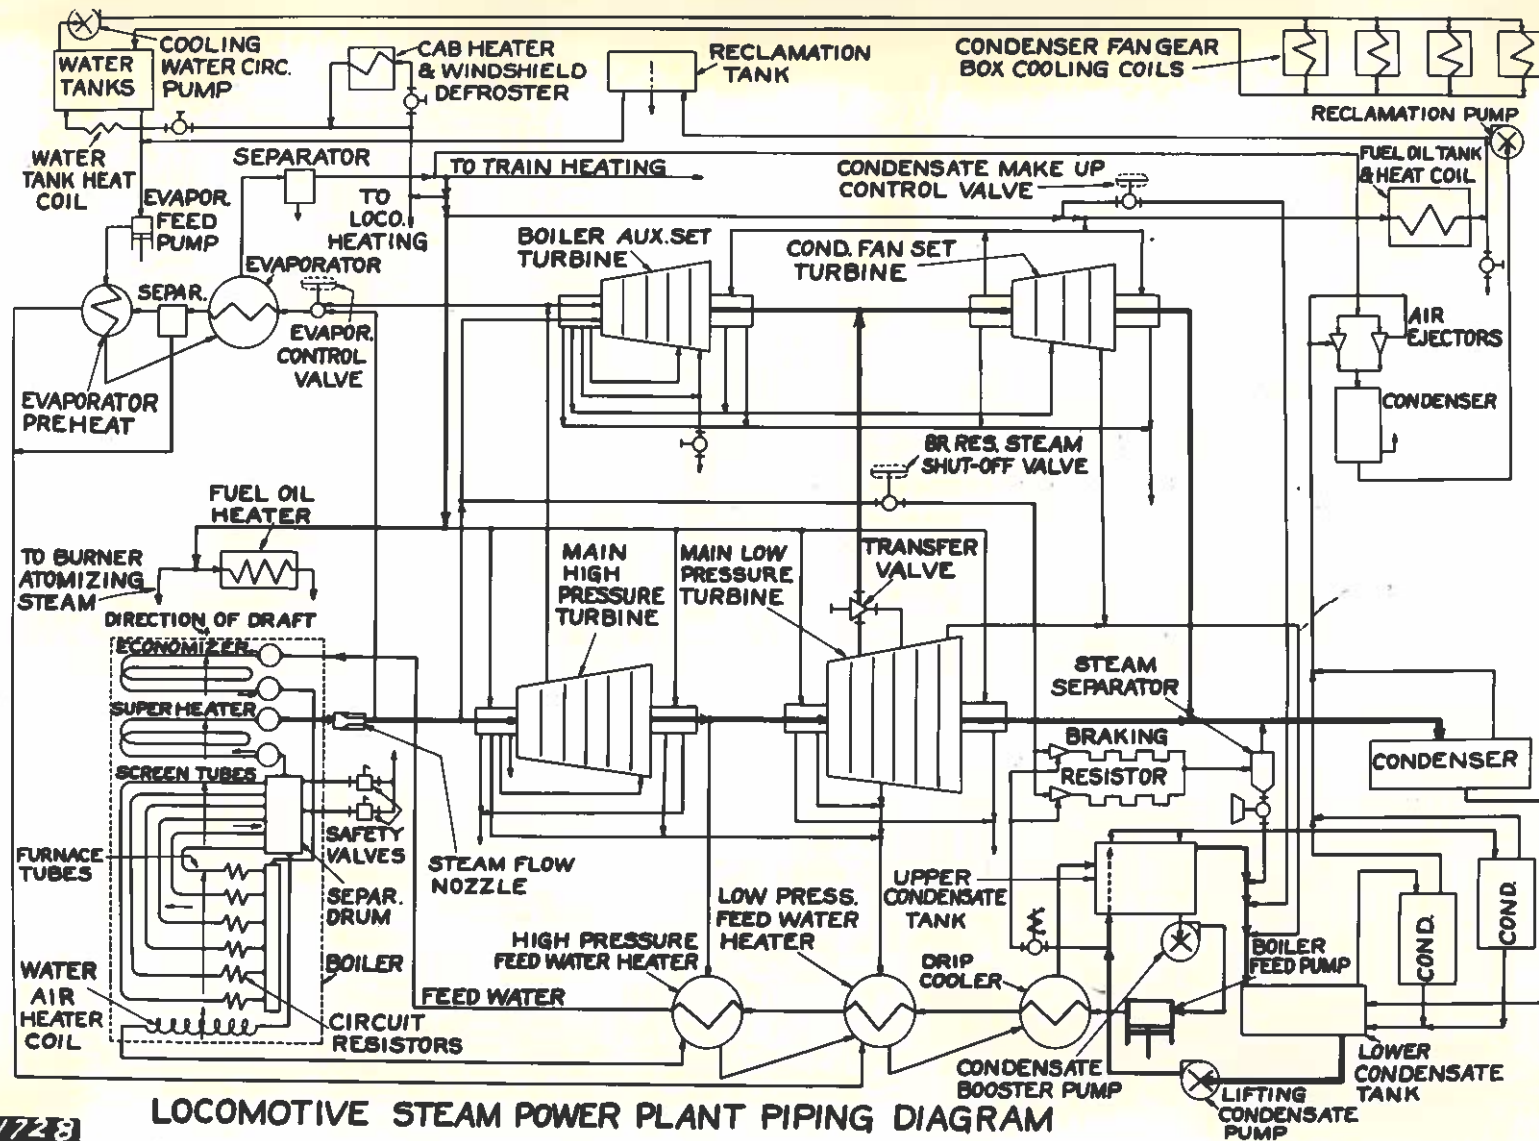 COOLING
WATER CIRC.
PUMP
WATER
TANKS
CAB HEATER
& WINDSHIELD
DEFROSTER
RECLAMATION
TANK
CONDENSER FAN GEAR
BOX COOLING COILS
RECLAMATION PUMP
WATER
TANK HEAT
COIL
SEPARATOR
TO TRAIN HEATING
CONDENSATE MAKE UP
CONTROL VALVE
FUEL OIL TANK
& HEAT COIL
EVAPOR.
FEED
PUMP
TO
LOCO.
HEATING
BOILER AUX. SET
TURBINE
COND. FAN SET
TURBINE
EVAPORATOR
SEPAR.
EVAPOR.
CONTROL
VALVE
AIR
EJECTORS
EVAPORATOR
PREHEAT
CONDENSER
BR. RES. STEAM
SHUT-OFF VALVE
FUEL OIL
HEATER
TO BURNER
ATOMIZING
STEAM
MAIN
HIGH
PRESSURE
TURBINE
MAIN LOW
PRESSURE
TURBINE
TRANSFER
VALVE
DIRECTION OF DRAFT
ECONOMIZER
SUPER HEATER
SCREEN TUBES
STEAM
SEPARATOR
BRAKING
RESISTOR
CONDENSER
SAFETY
VALVES
FURNACE
TUBES
STEAM FLOW
NOZZLE
SEPAR.
DRUM
UPPER
CONDENSATE
TANK
LOW PRESS.
FEED WATER
HEATER
HIGH PRESSURE
FEED WATER HEATER
COND.
COND.
BOILER
DRIP
COOLER
BOILER
FEED PUMP
WATER
AIR
HEATER
COIL
FEED WATER
CIRCUIT
RESISTORS
CONDENSATE
BOOSTER PUMP
LOWER
CONDENSATE
TANK
LIFTING
CONDENSATE
PUMP
LOCOMOTIVE STEAM POWER PLANT PIPING DIAGRAM
1728